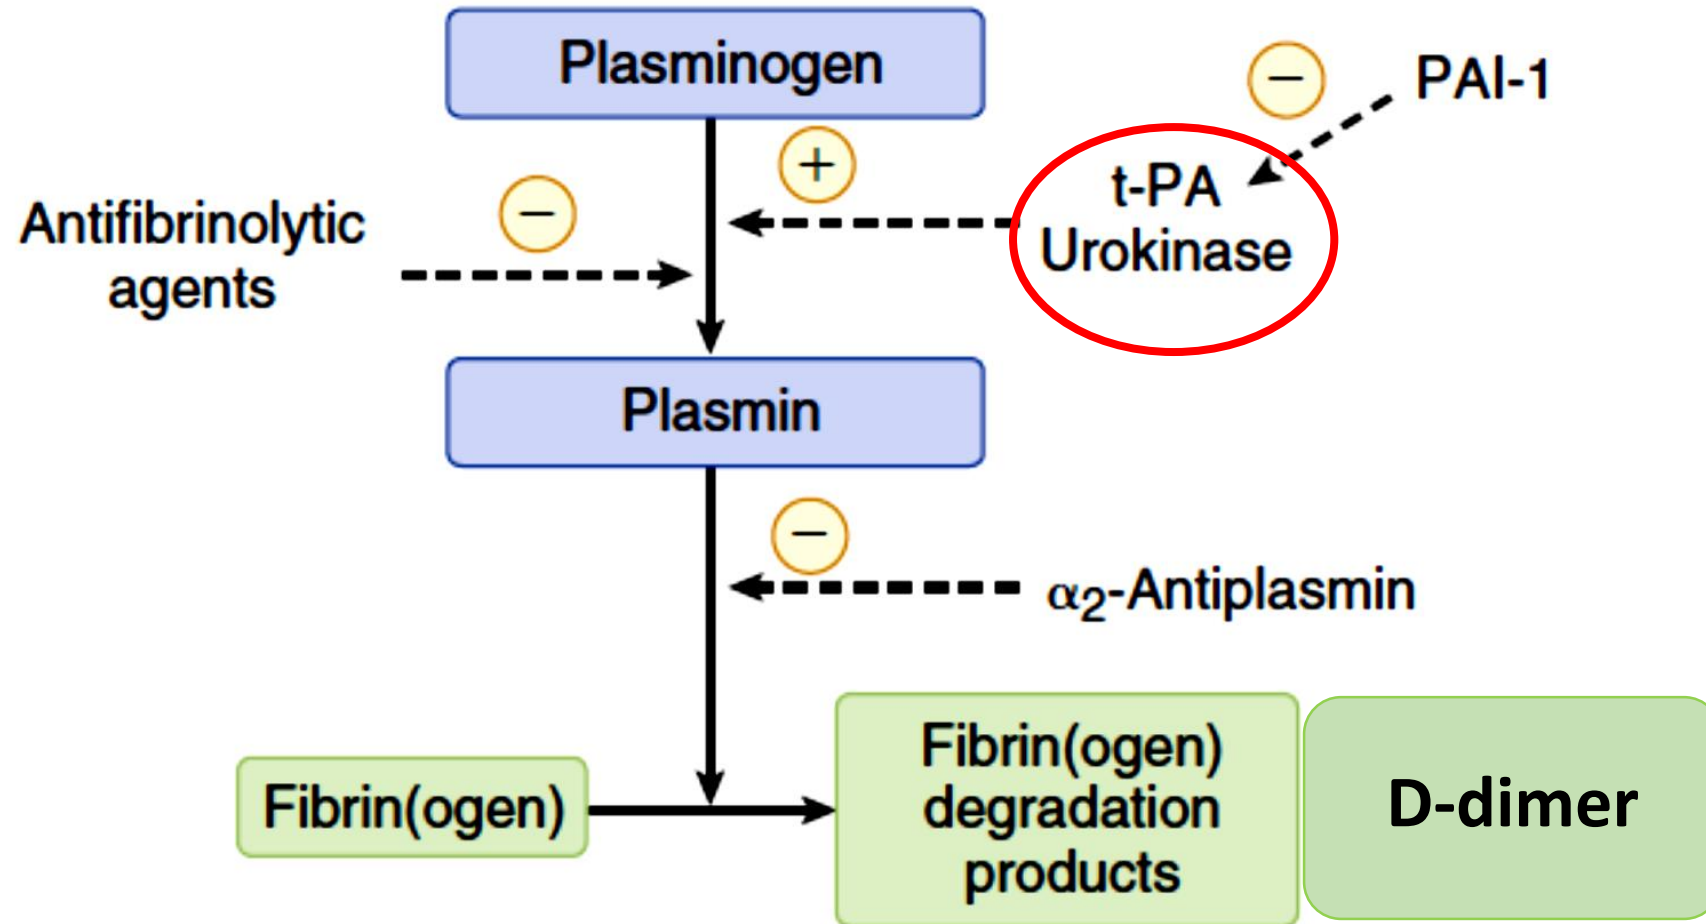 Plasminogen
−
PAI-1
+
t-PA
Urokinase
Antifibrinolytic
agents
−
Plasmin
−
α2-Antiplasmin
Fibrin(ogen)
Fibrin(ogen)
degradation
products
D-dimer